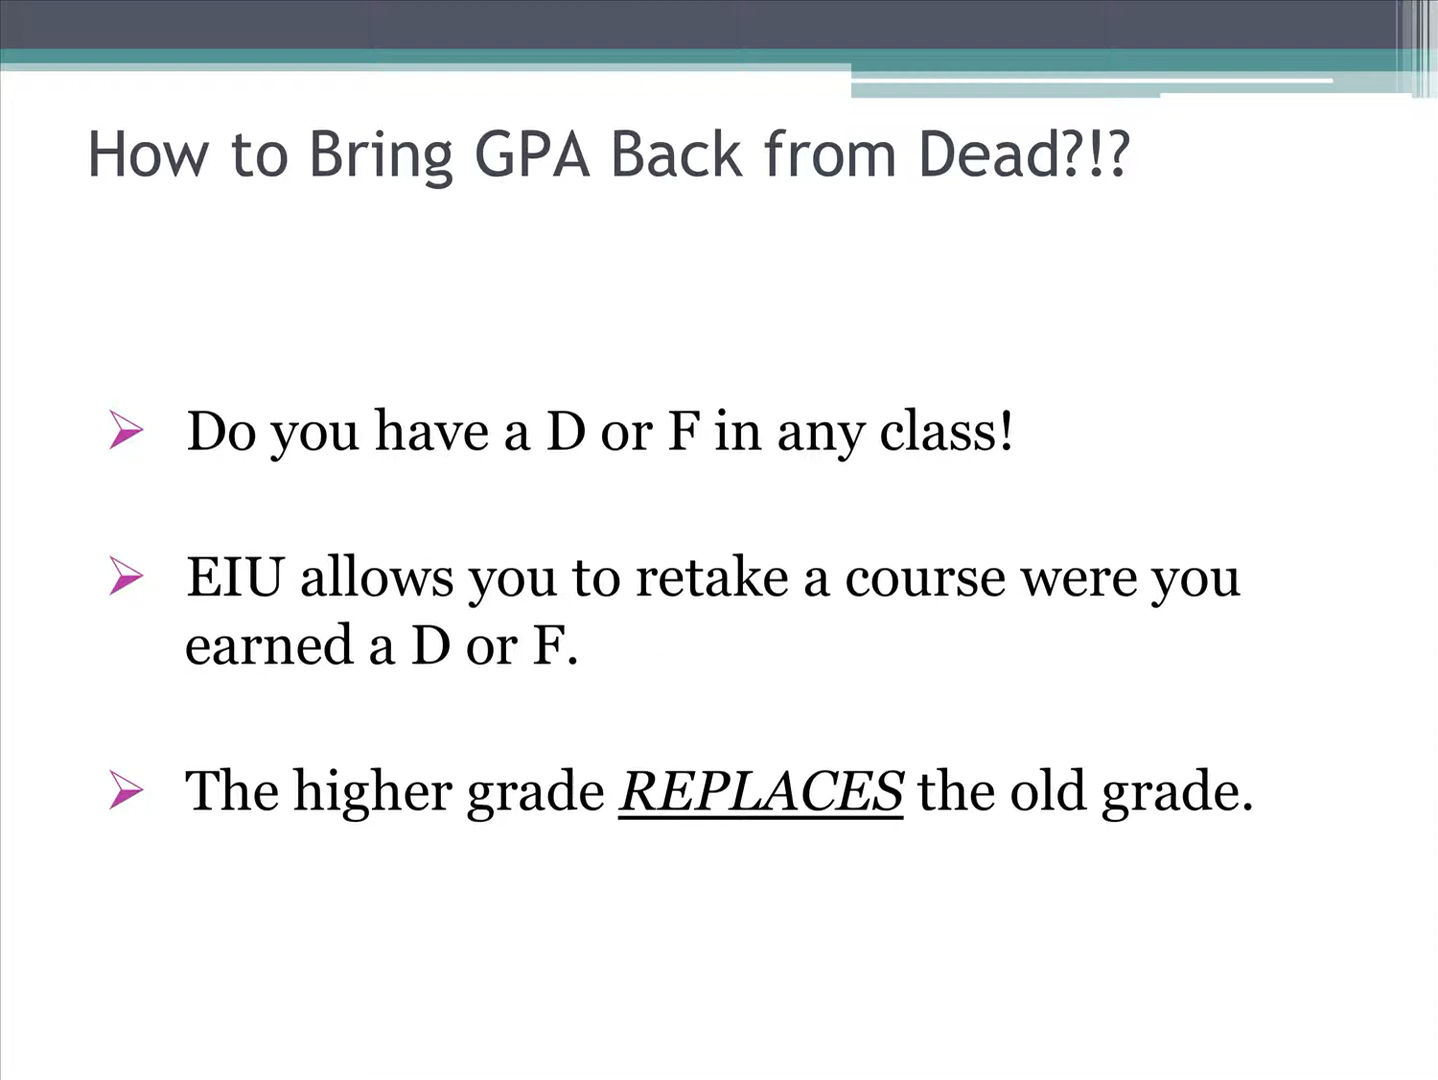 How to Bring GPA Back from Dead?!?
Do you have a D or F in any class!
EIU allows you to retake a course were you
earned a D or F.
The higher grade REPLACES the old grade.